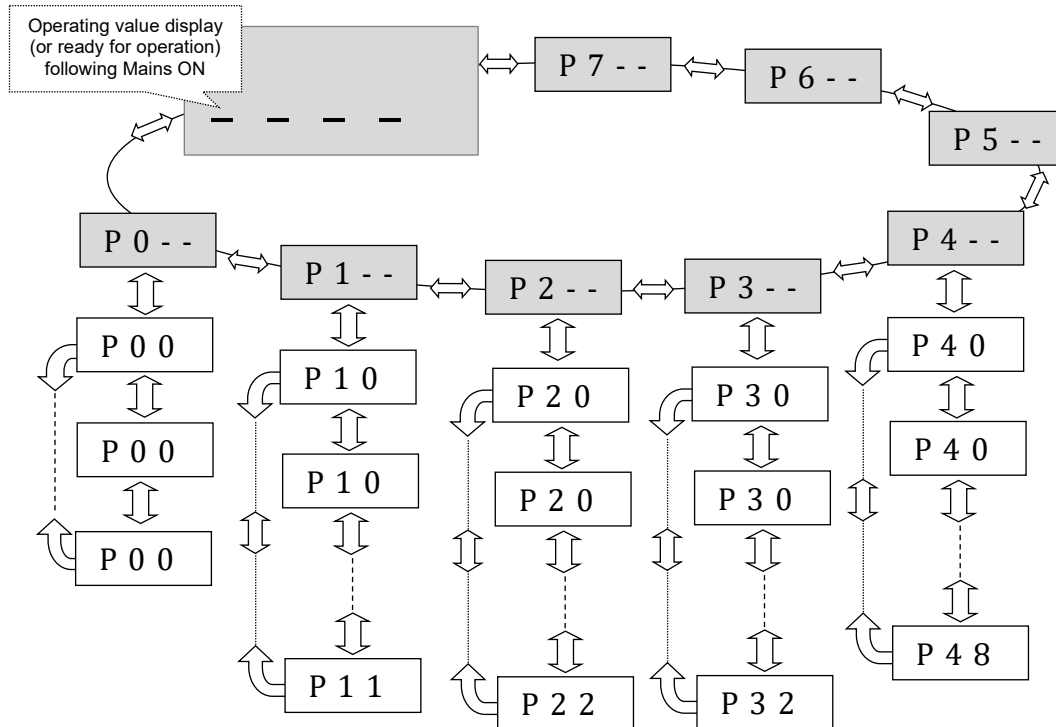 Operating value display
(or ready for operation)
following Mains ON
_ _ _ _
P 7 - -
P 6 - -
P 5 - -
P 0 - -
P 1 - -
P 2 - -
P 3 - -
P 4 - -
P 0 0
P 1 0
P 2 0
P 3 0
P 4 0
P 0 0
P 1 0
P 2 0
P 3 0
P 4 0
P 0 0
P 1 1
P 2 2
P 3 2
P 4 8